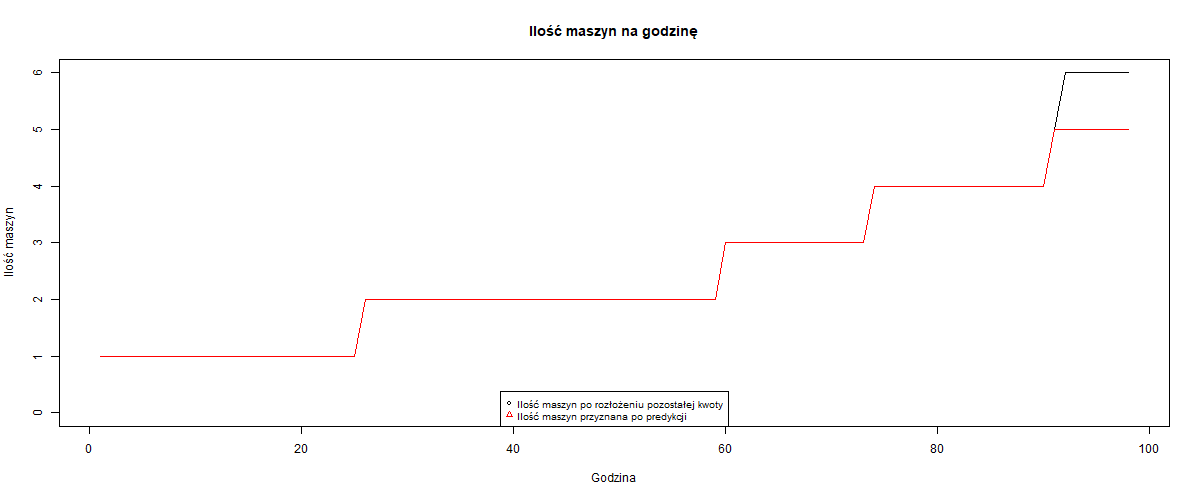 Ilość maszyn na godzinę
Ilość maszyn
6
5
4
3
2
1
0
Ilość maszyn po rozłożeniu pozostałej kwoty
Ilość maszyn przyznana po predykcji
0 20 40 60 80 100
Godzina